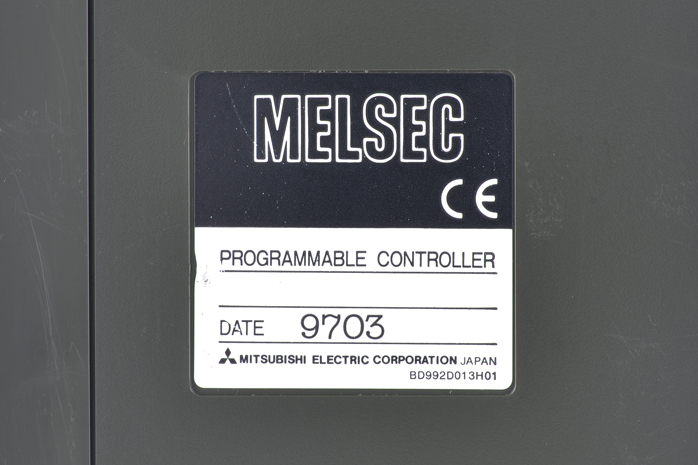 MELSEC
CE
PROGRAMMABLE CONTROLLER
DATE 9703
MITSUBISHI ELECTRIC CORPORATION JAPAN
BD992D013H01